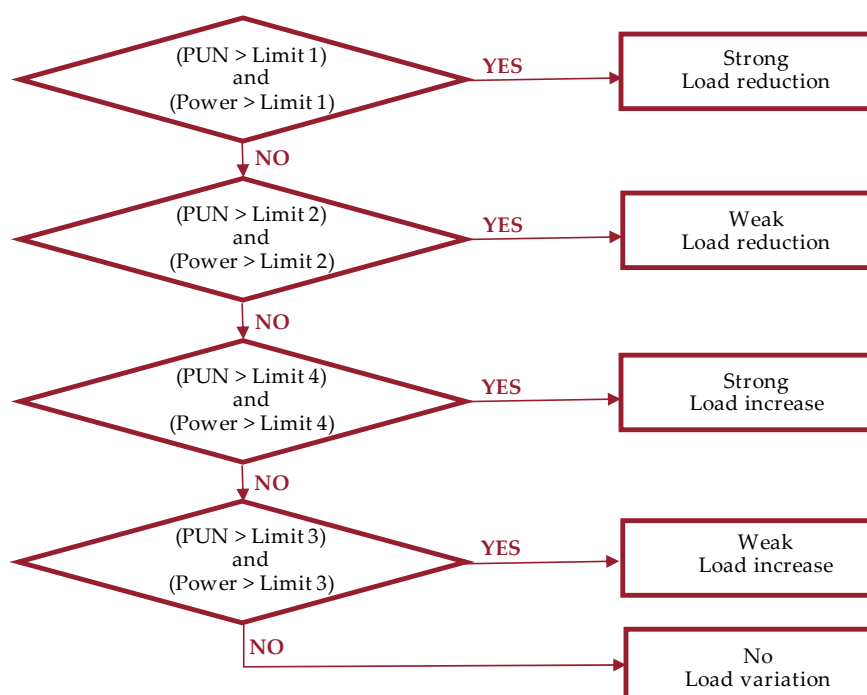 (PUN > Limit 1)
and
(Power > Limit 1)
YES
Strong
Load reduction
NO
(PUN > Limit 2)
and
(Power > Limit 2)
YES
Weak
Load reduction
NO
(PUN > Limit 4)
and
(Power > Limit 4)
YES
Strong
Load increase
NO
(PUN > Limit 3)
and
(Power > Limit 3)
YES
Weak
Load increase
NO
No
Load variation